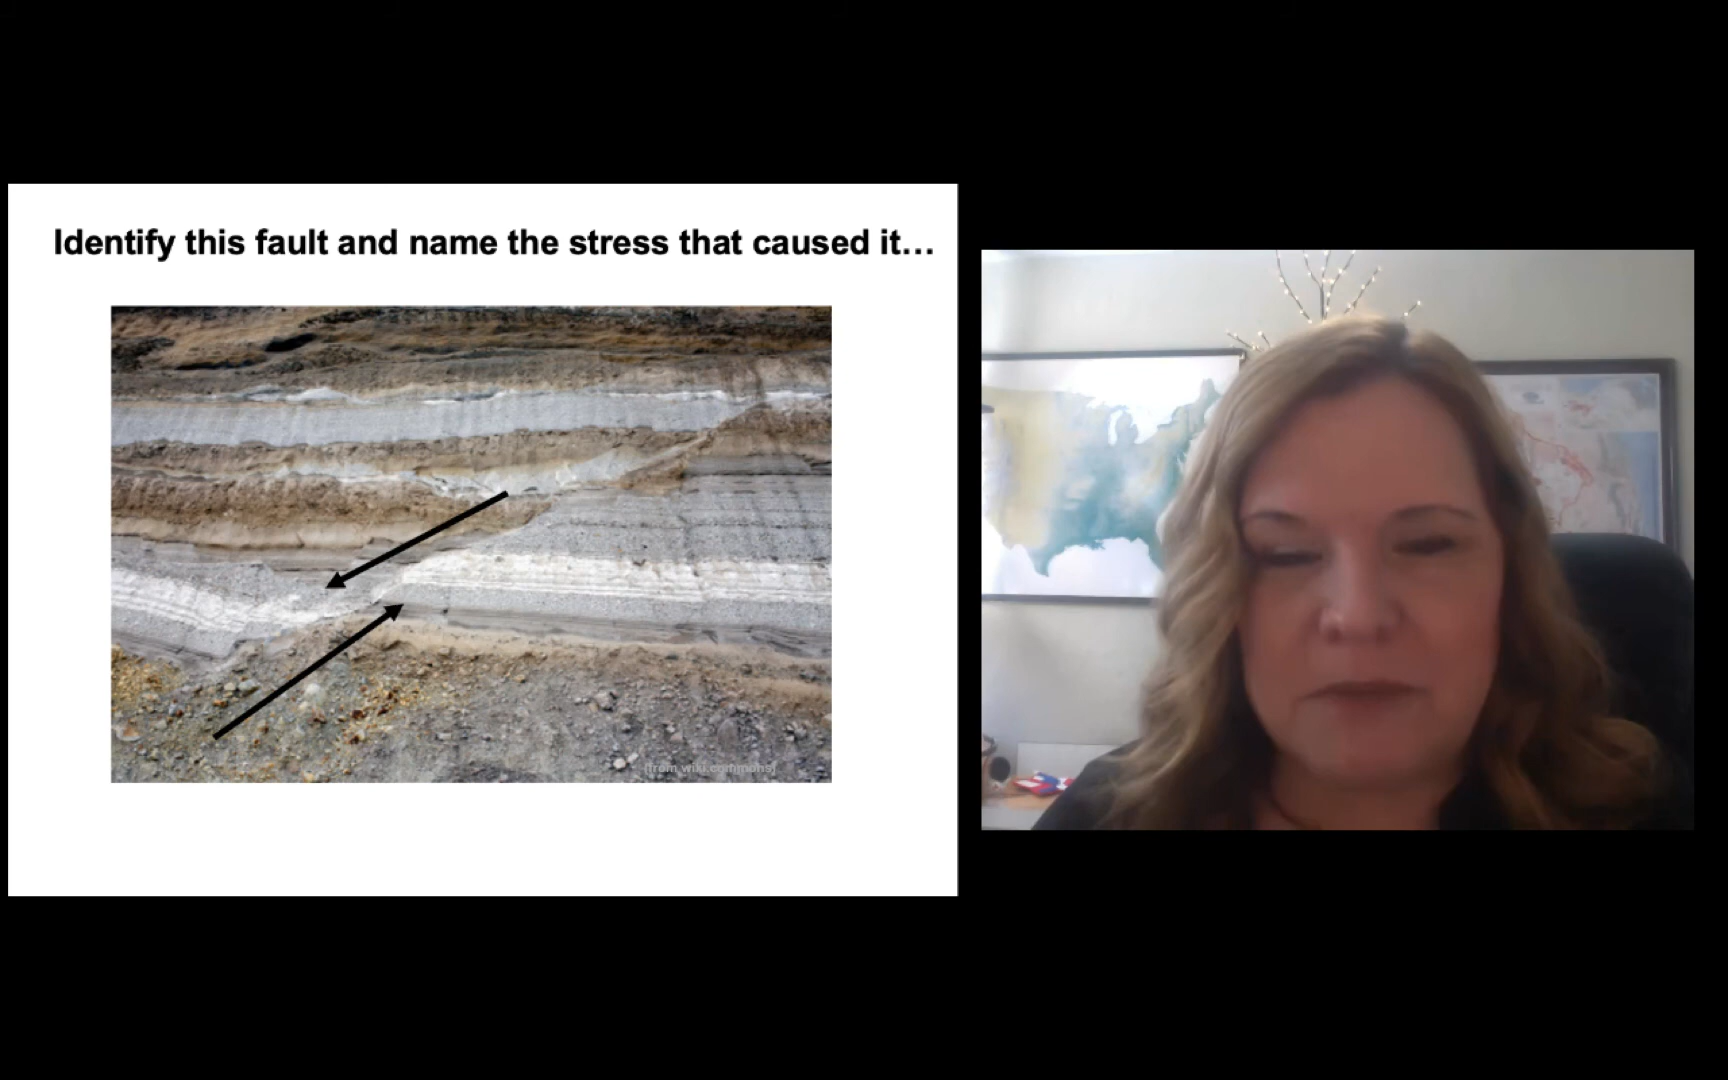 Identify this fault and name the stress that caused it…
(from wiki.commons)